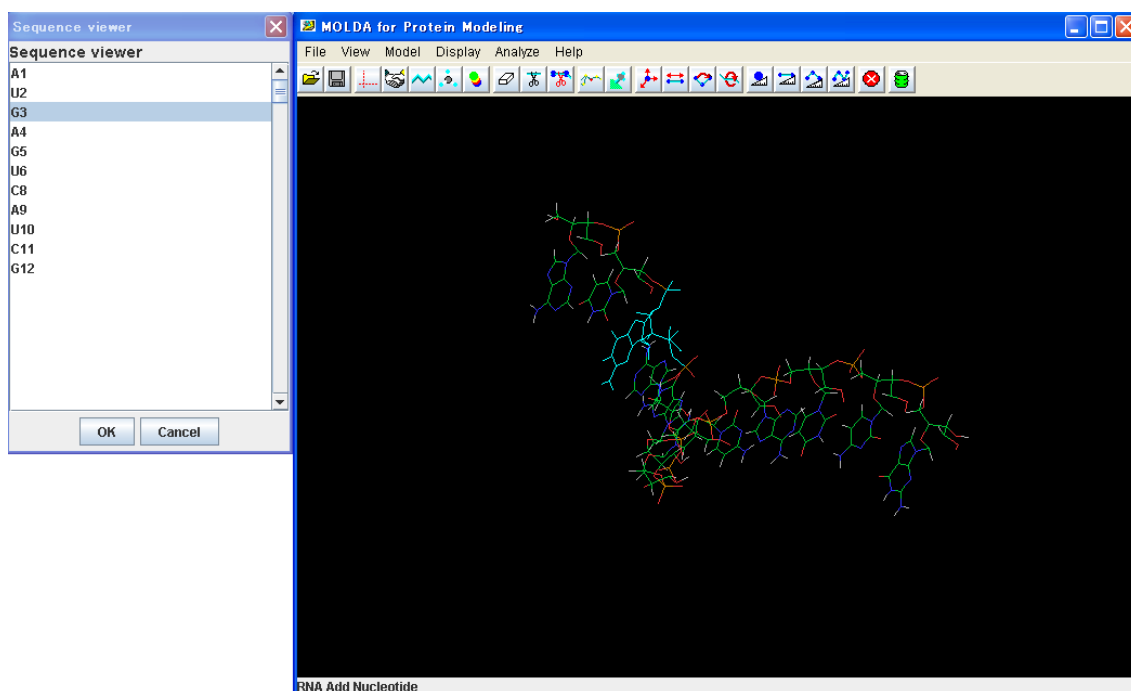 Sequence viewer
Sequence viewer
A1
U2
G3
A4
G5
U6
C8
A9
U10
C11
G12
OK Cancel
MOLDA for Protein Modeling
File View Model Display Analyze Help
RNA Add Nucleotide